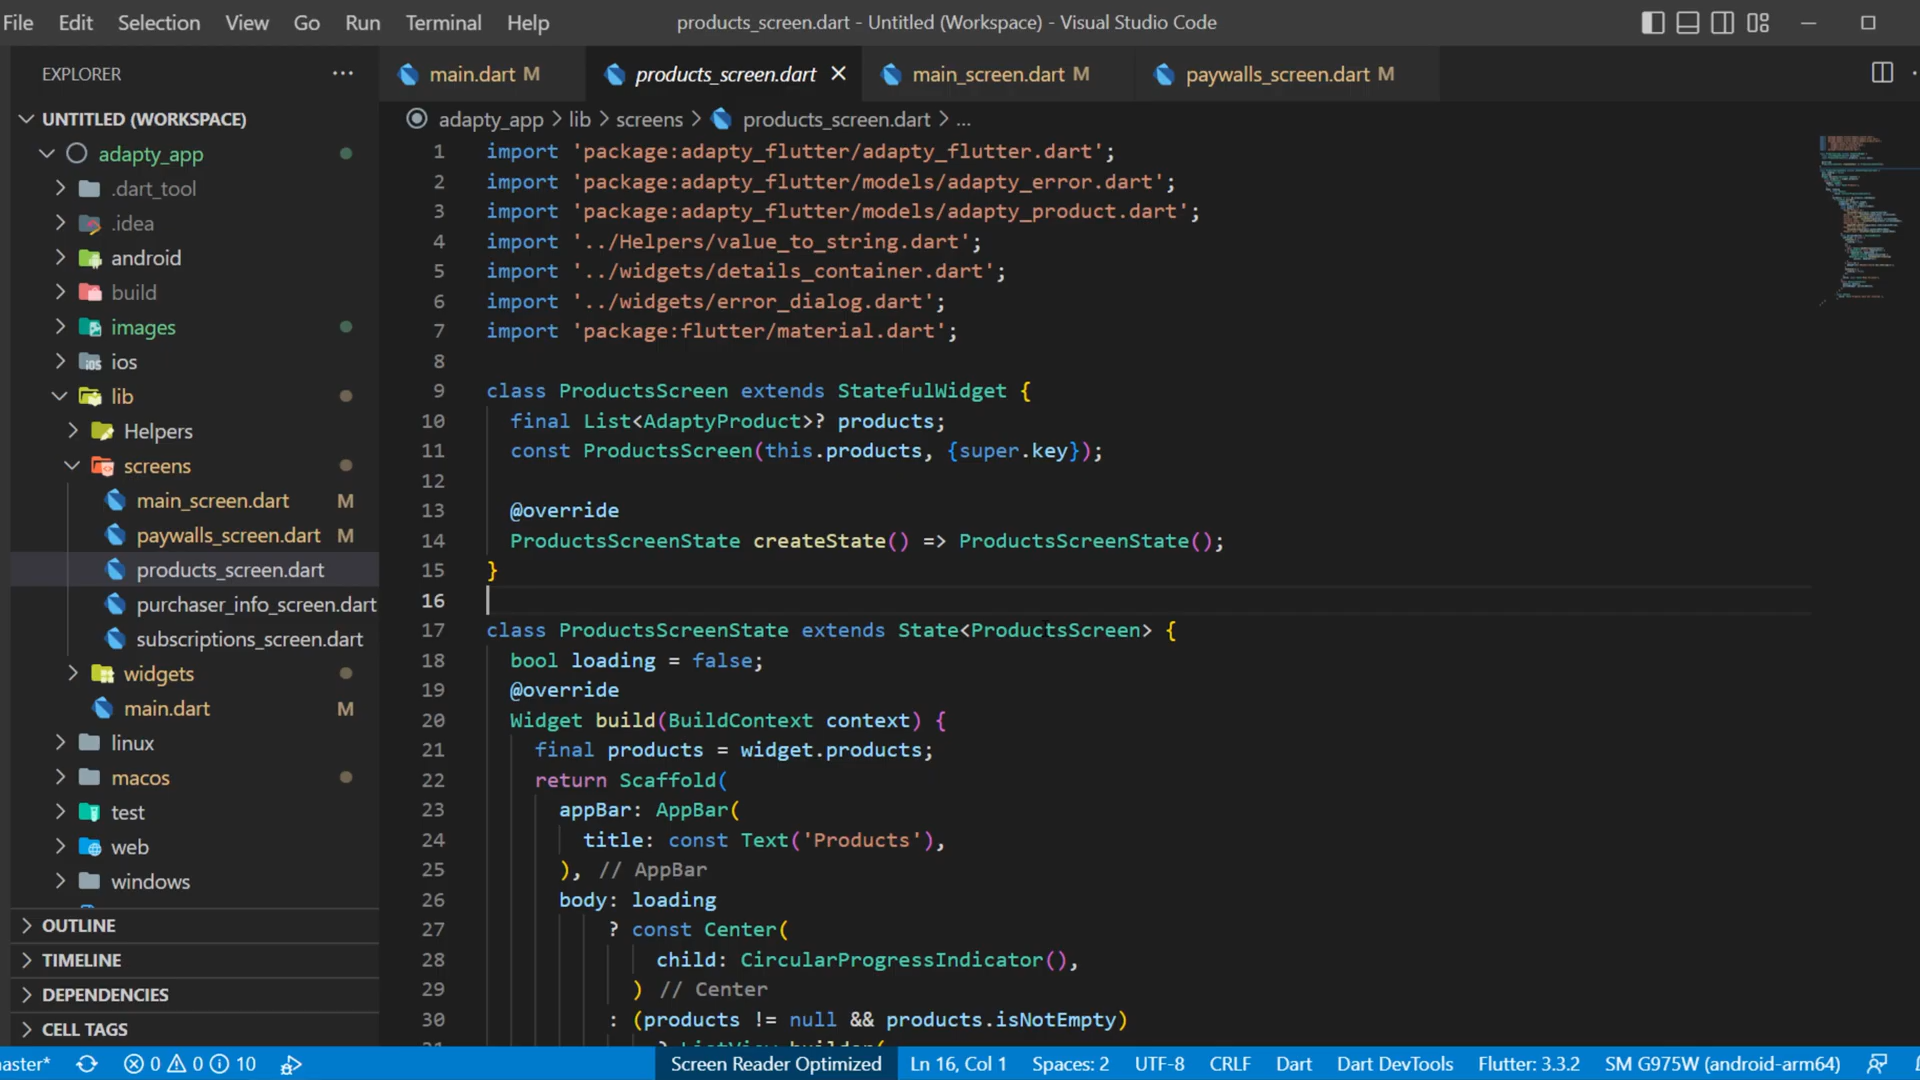 File Edit Selection View Go Run Terminal Help products_screen.dart - Untitled (Workspace) - Visual Studio Code
EXPLORER
UNTITLED (WORKSPACE)
adapty_app
.dart_tool
.idea
android
build
images
ios
lib
Helpers
screens
main_screen.dart M
paywalls_screen.dart M
products_screen.dart
purchaser_info_screen.dart
subscriptions_screen.dart
widgets
main.dart M
linux
macos
test
web
windows
OUTLINE
TIMELINE
DEPENDENCIES
CELL TAGS
main.dart M products_screen.dart main_screen.dart M paywalls_screen.dart M
adapty_app > lib > screens > products_screen.dart > ...
1 import 'package:adapty_flutter/adapty_flutter.dart';
2 import 'package:adapty_flutter/models/adapty_error.dart';
3 import 'package:adapty_flutter/models/adapty_product.dart';
4 import '../Helpers/value_to_string.dart';
5 import '../widgets/details_container.dart';
6 import '../widgets/error_dialog.dart';
7 import 'package:flutter/material.dart';
8
9 class ProductsScreen extends StatefulWidget {
10 final List<AdaptyProduct>? products;
11 const ProductsScreen(this.products, {super.key});
12
13 @override
14 ProductsScreenState createState() => ProductsScreenState();
15 }
16
17 class ProductsScreenState extends State<ProductsScreen> {
18 bool loading = false;
19 @override
20 Widget build(BuildContext context) {
21 final products = widget.products;
22 return Scaffold(
23 appBar: AppBar(
24 title: const Text('Products'),
25 ), // AppBar
26 body: loading
27 ? const Center(
28 child: CircularProgressIndicator(),
29 ) // Center
30 : (products != null && products.isNotEmpty)
31 ? ListView.builder(
aster* 0 0 10 Screen Reader Optimized Ln 16, Col 1 Spaces: 2 UTF-8 CRLF Dart Dart DevTools Flutter: 3.3.2 SM G975W (android-arm64)